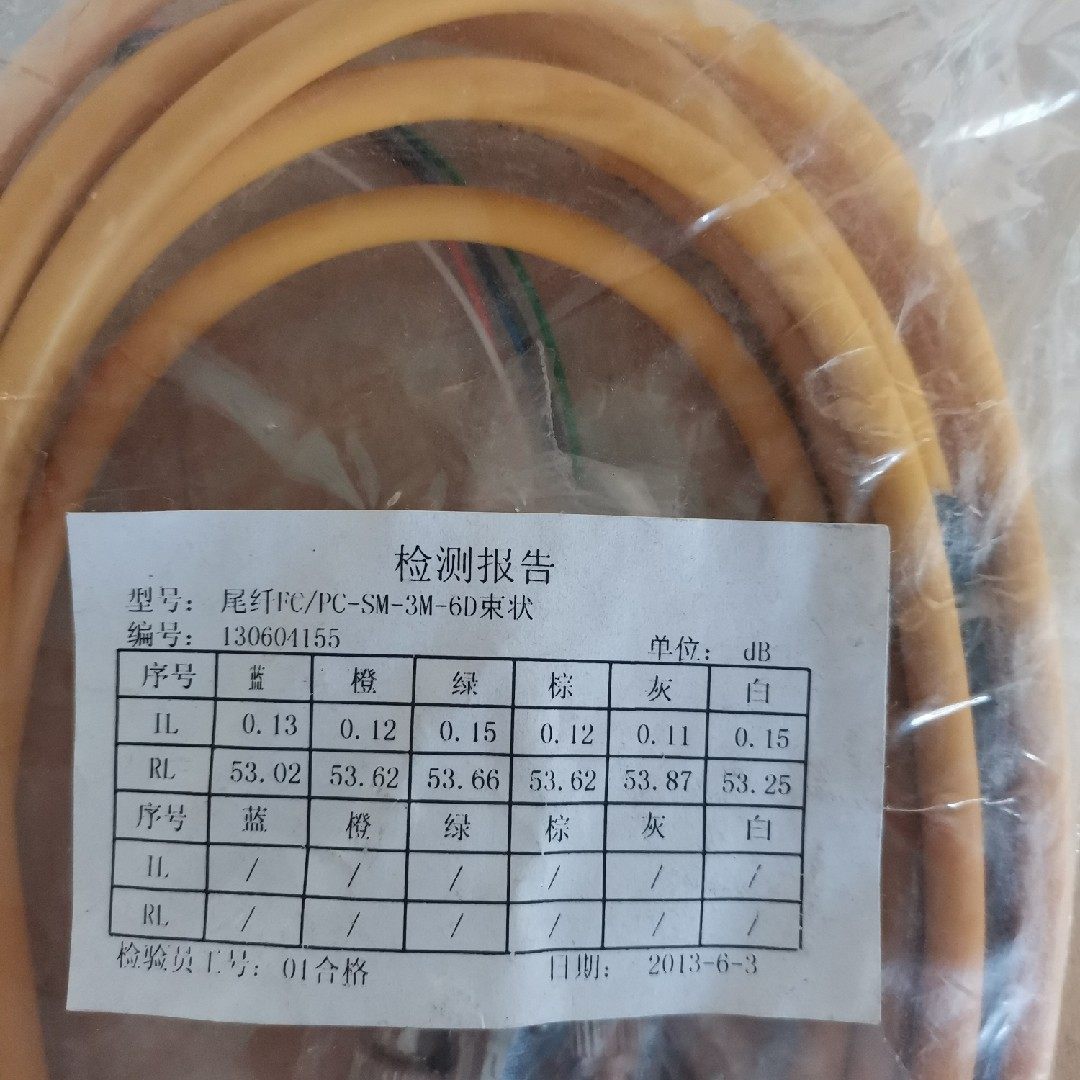 检测报告
型号: 尾纤FC/PC-SM-3M-6D束状
编号: 130604155 单位: dB
序号 蓝 橙 绿 棕 灰 白
IL 0.13 0.12 0.15 0.12 0.11 0.15
RL 53.02 53.62 53.66 53.62 53.87 53.25
序号 蓝 橙 绿 棕 灰 白
IL / / / / / /
RL / / / / / /
检验员工号: 01合格 日期: 2013-6-3